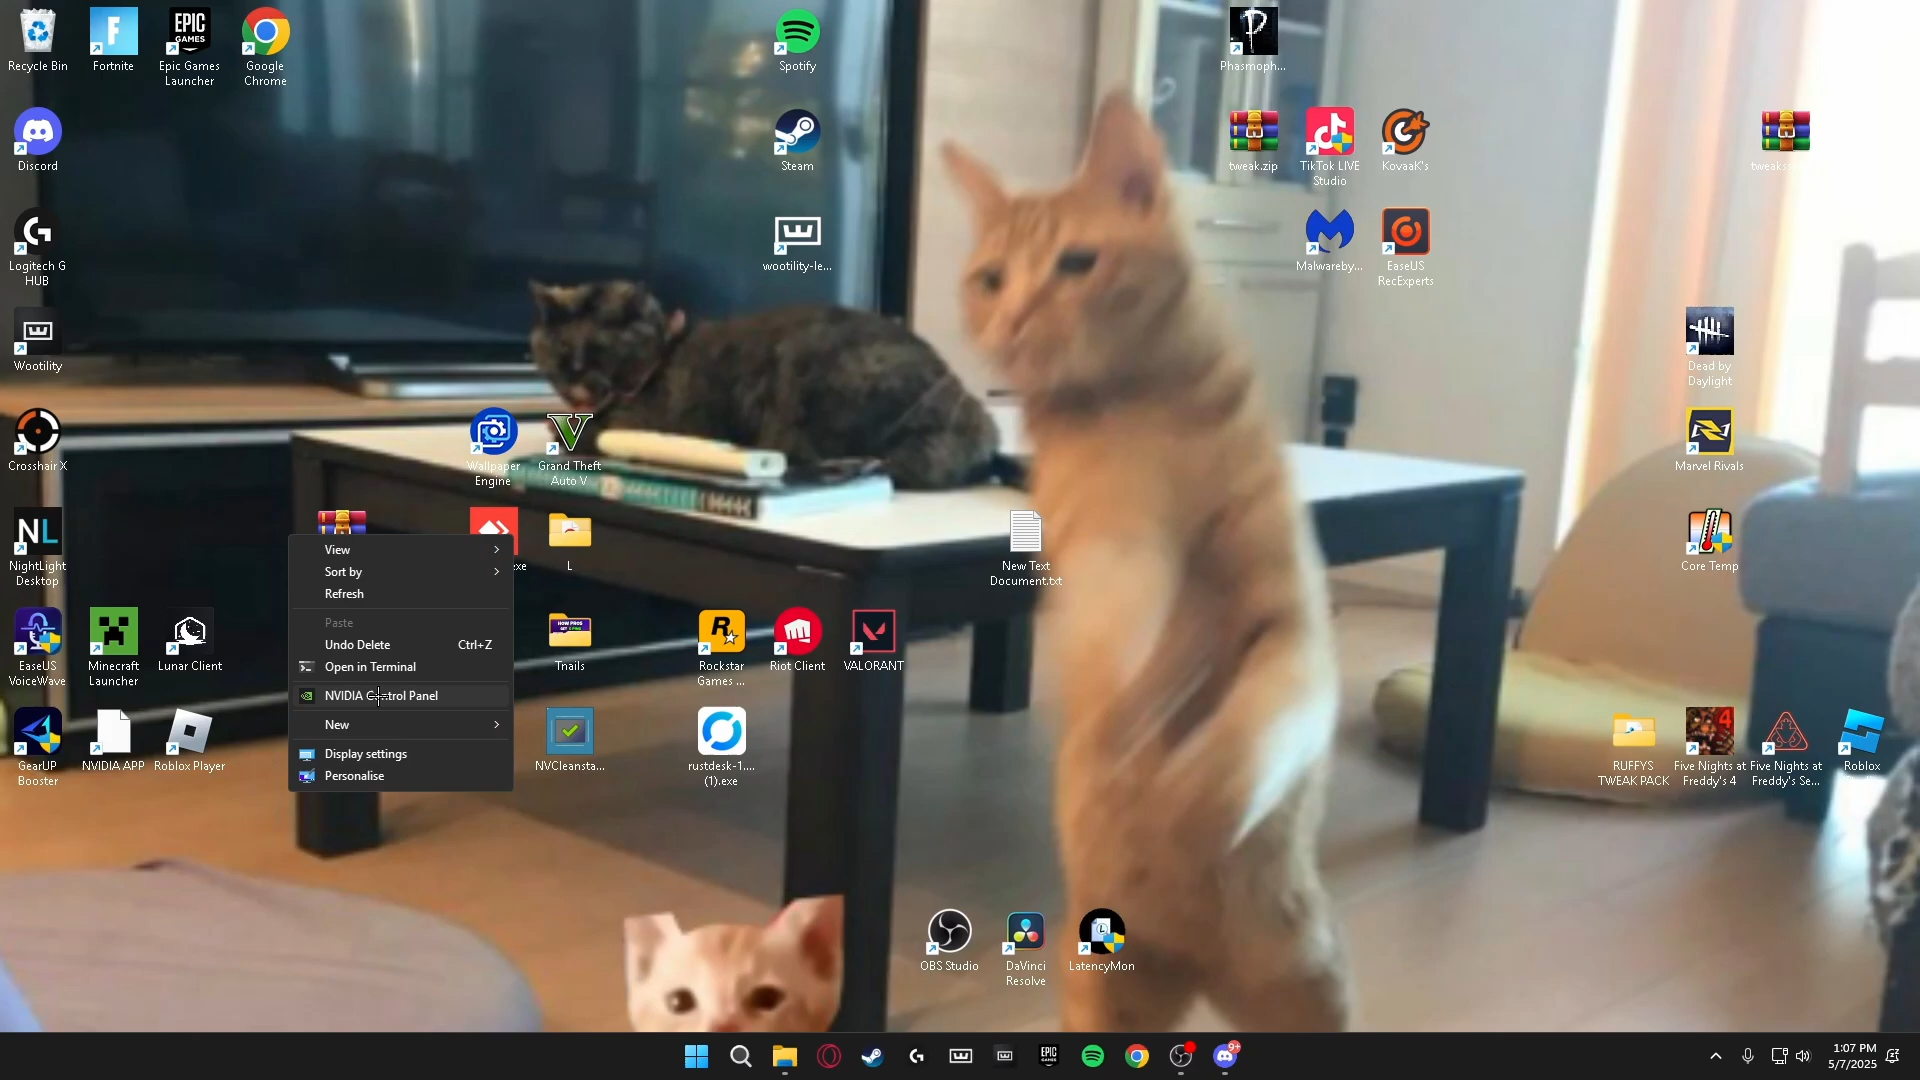 Recycle Bin
Fortnite
Epic Games
Launcher
Google
Chrome
Spotify
Phasmoph...
Discord
Steam
tweak.zip
TikTok LIVE
Studio
KovaaK's
Logitech G
HUB
wootility-le...
Malwareby...
EaseUS
RecExperts
Wootility
Dead by
Daylight
Crosshair X
Wallpaper
Engine
Grand Theft
Auto V
Marvel Rivals
NightLight
Desktop
L
New Text
Document.txt
Core Temp
View
Sort by
Refresh
Paste
Undo Delete Ctrl+Z
Open in Terminal
NVIDIA Control Panel
New
Display settings
Personalise
EaseUS
VoiceWave
Minecraft
Launcher
Lunar Client
Tnails
Rockstar
Games ...
Riot Client
VALORANT
GearUP
Booster
NVIDIA APP
Roblox Player
NVCleansta...
rustdesk-1....
(1).exe
RUFFYS
TWEAK PACK
Five Nights at
Freddy's 4
Five Nights at
Freddy's Se...
Roblox
OBS Studio
DaVinci
Resolve
LatencyMon
1:07 PM
5/7/2025